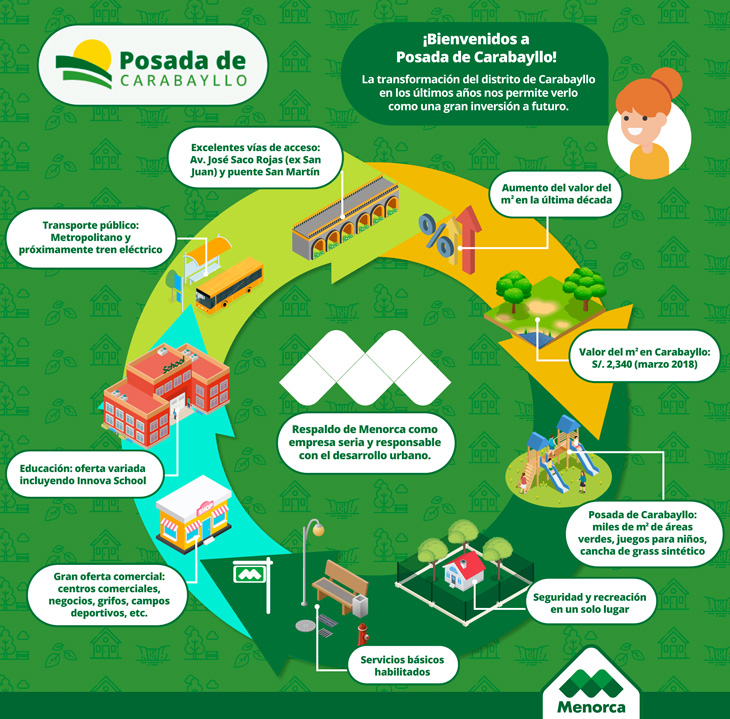 Posada de
CARABAYLLO
¡Bienvenidos a
Posada de Carabayllo!
La transformación del distrito de Carabayllo
en los últimos años nos permite verlo
como una gran inversión a futuro.
Excelentes vías de acceso:
Av. José Saco Rojas (ex San
Juan) y puente San Martín
Aumento del valor del
m² en la última década
Transporte público:
Metropolitano y
próximamente tren eléctrico
%
Valor del m² en Carabayllo:
S/. 2,340 (marzo 2018)
School
Respaldo de Menorca como
empresa seria y responsable
con el desarrollo urbano.
Educación: oferta variada
incluyendo Innova School
Posada de Carabayllo:
miles de m² de áreas
verdes, juegos para niños,
cancha de grass sintético
Gran oferta comercial:
centros comerciales,
negocios, grifos, campos
deportivos, etc.
Seguridad y recreación
en un solo lugar
Servicios básicos
habilitados
Menorca